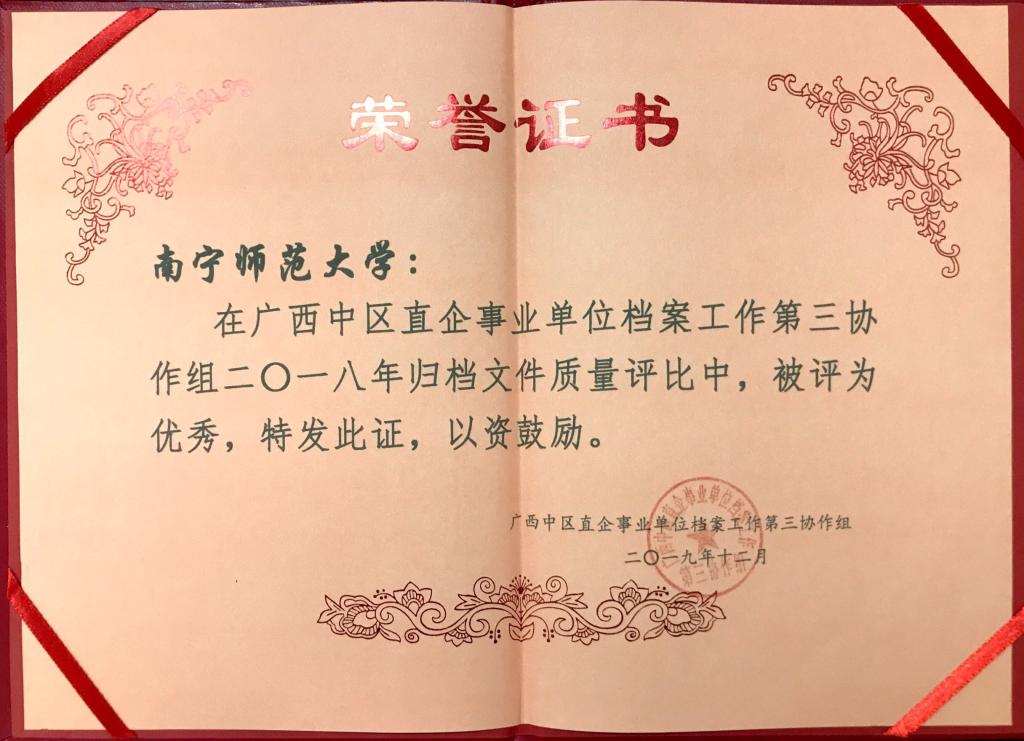 荣誉证书
南宁师范大学：
在广西中区直企事业单位档案工作第三协
作组二〇一八年归档文件质量评比中，被评为
优秀，特发此证，以资鼓励。
广西中区直企事业单位档案工作第三协作组
二〇一九年十二月